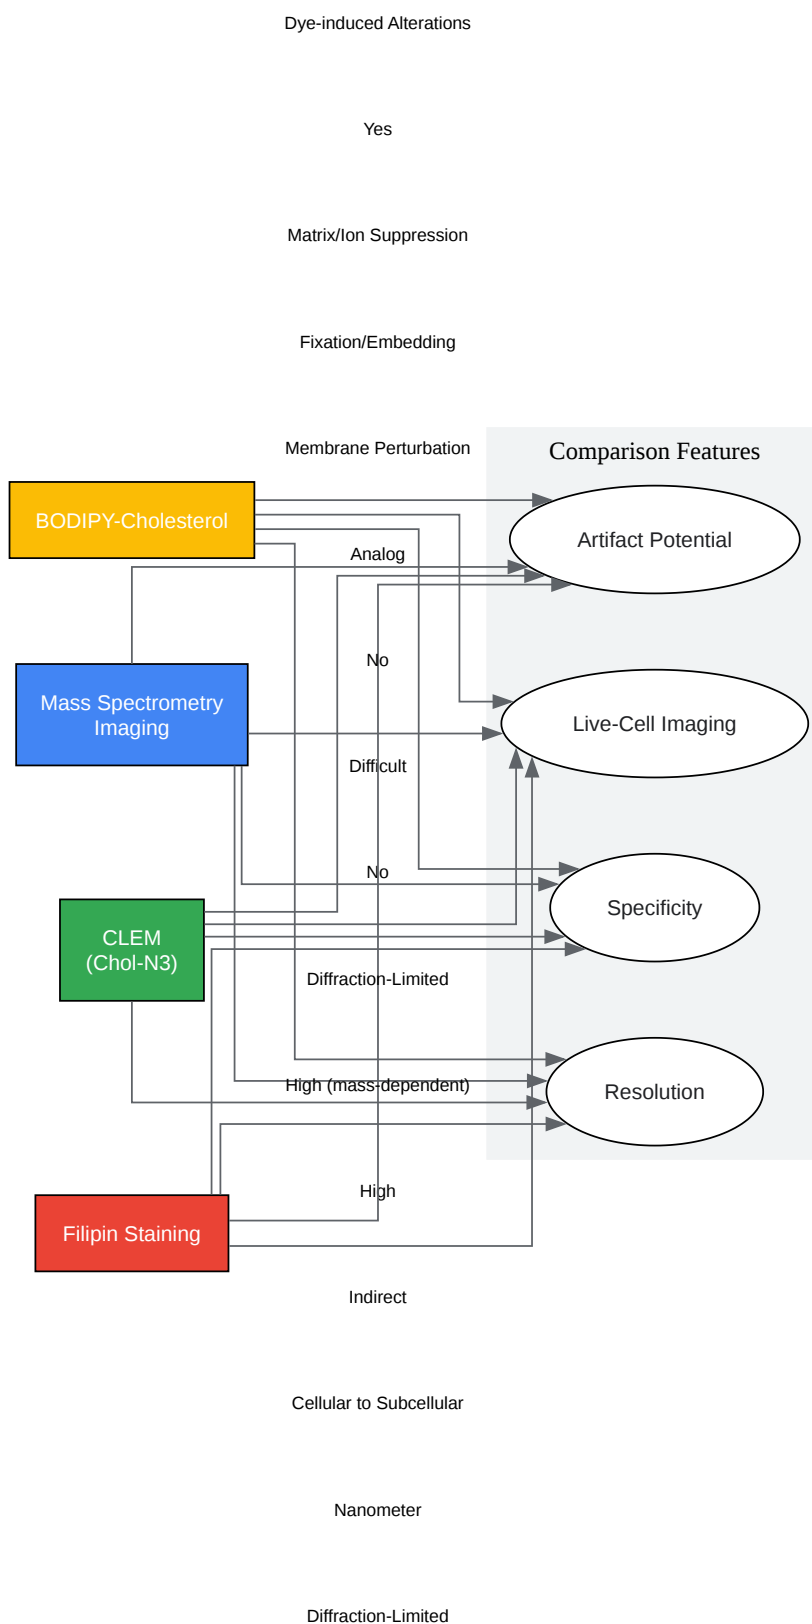 Dye-induced Alterations
Yes
Matrix/Ion Suppression
Fixation/Embedding
Membrane Perturbation
Comparison Features
BODIPY-Cholesterol
Artifact Potential
Analog
No
Mass Spectrometry
Imaging
Live-Cell Imaging
Difficult
No
CLEM
(Chol-N3)
Specificity
Diffraction-Limited
High (mass-dependent)
Resolution
High
Filipin Staining
Indirect
Cellular to Subcellular
Nanometer
Diffraction-Limited